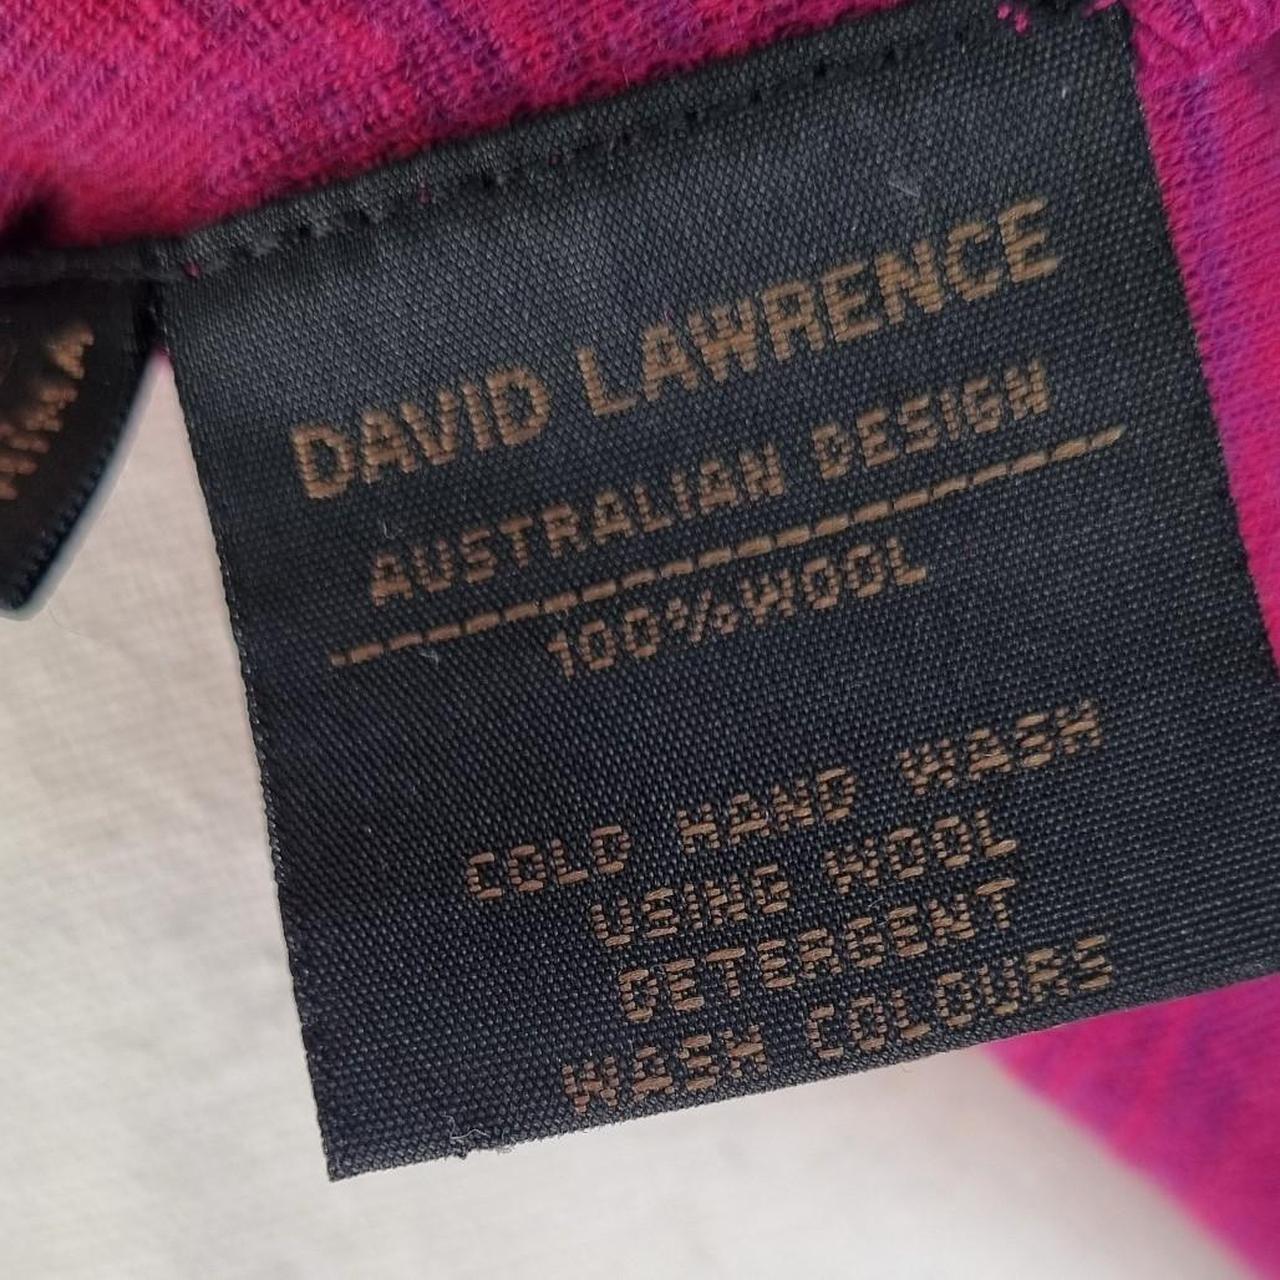 DAVID LAWRENCE
AUSTRALIAN DESIGN
100%WOOL
COLD HAND WASH
USING WOOL
DETERGENT
WASH COLOURS